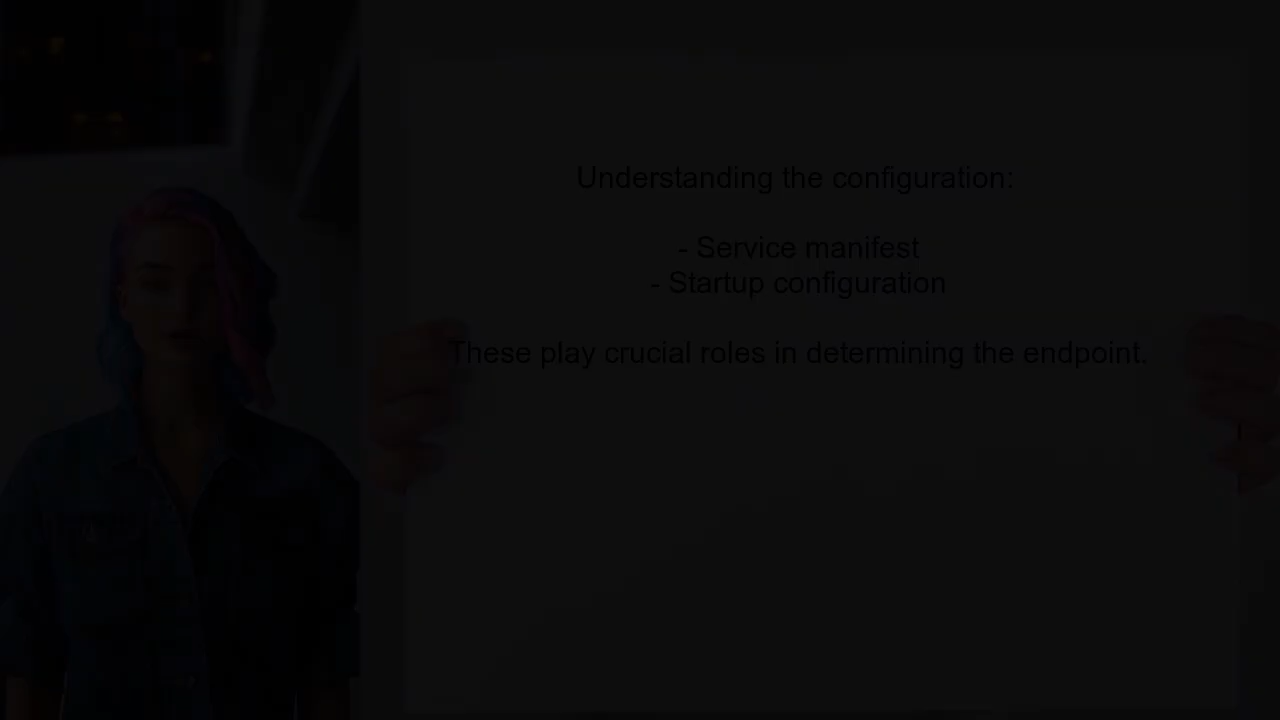 Understanding the configuration:
- Service manifest
- Startup configuration
These play crucial roles in determining the endpoint.